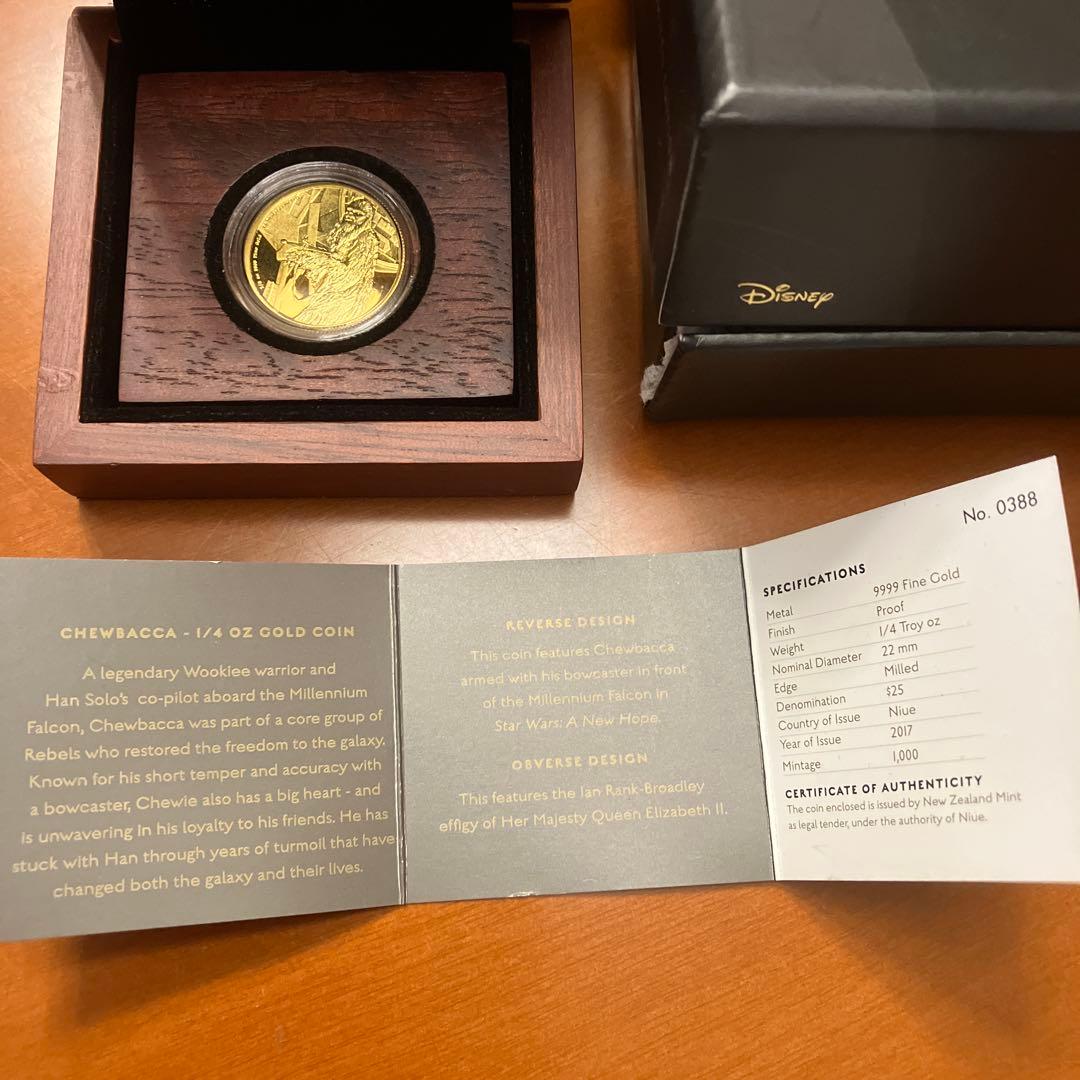 Disney
No. 0388
CHEWBACCA - 1/4 OZ GOLD COIN
A legendary Wookiee warrior and
Han Solo's co-pilot aboard the Millennium
Falcon, Chewbacca was part of a core group of
Rebels who restored the freedom to the galaxy.
Known for his short temper and accuracy with
a bowcaster, Chewie also has a big heart - and
is unwavering in his loyalty to his friends. He has
stuck with Han through years of turmoil that have
changed both the galaxy and their lives.
REVERSE DESIGN
This coin features Chewbacca
armed with his bowcaster in front
of the Millennium Falcon in
Star Wars: A New Hope.
OBVERSE DESIGN
This features the Ian Rank-Broadley
effigy of Her Majesty Queen Elizabeth II.
SPECIFICATIONS
Metal 9999 Fine Gold
Finish Proof
Weight 1/4 Troy oz
Nominal Diameter 22 mm
Edge Milled
Denomination $25
Country of Issue Niue
Year of Issue 2017
Mintage 1,000
CERTIFICATE OF AUTHENTICITY
The coin enclosed is issued by New Zealand Mint
as legal tender, under the authority of Niue.